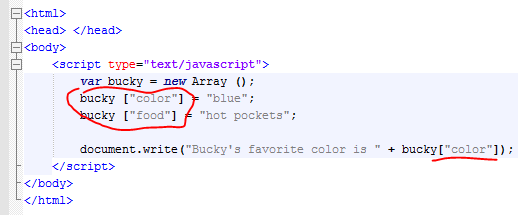 <html>
<head> </head>
<body>
<script type="text/javascript">
var bucky = new Array ();
bucky ["color"] = "blue";
bucky ["food"] = "hot pockets";
document.write("Bucky's favorite color is " + bucky["color"]);
</script>
</body>
</html>